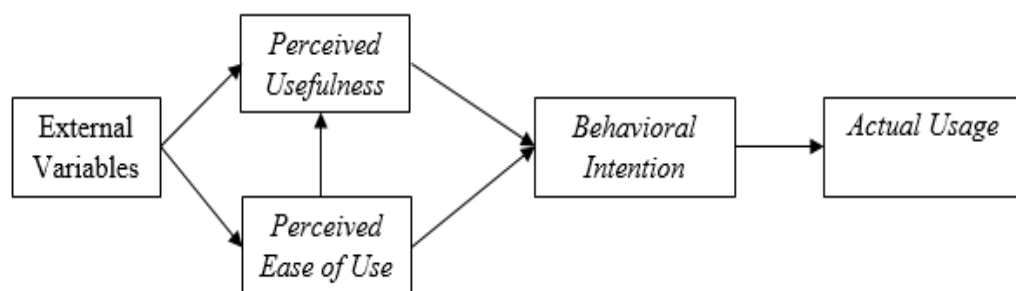 External
Variables
Perceived
Usefulness
Perceived
Ease of Use
Behavioral
Intention
Actual Usage